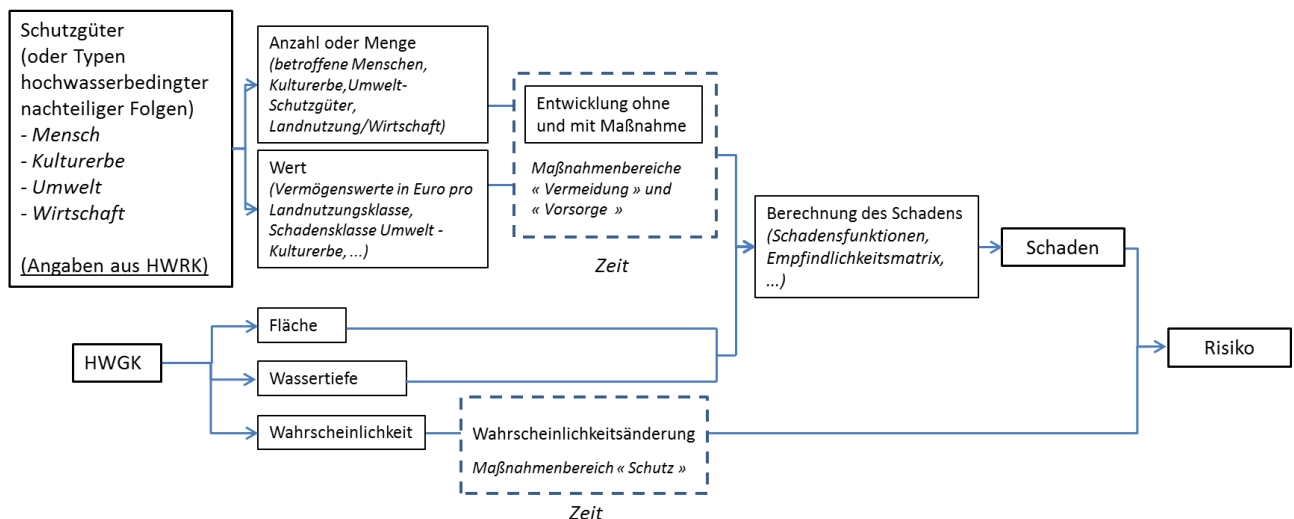 Schutzgüter
(oder Typen
hochwasserbedingter
nachteiliger Folgen)
- Mensch
- Kulturerbe
- Umwelt
- Wirtschaft
(Angaben aus HWRK)
Anzahl oder Menge
(betroffene Menschen,
Kulturerbe,Umwelt-
Schutzgüter,
Landnutzung/Wirtschaft)
Wert
(Vermögenswerte in Euro pro
Landnutzungsklasse,
Schadensklasse Umwelt -
Kulturerbe, ...)
Entwicklung ohne
und mit Maßnahme
Maßnahmenbereiche
« Vermeidung » und
« Vorsorge »
Zeit
Berechnung des Schadens
(Schadensfunktionen,
Empfindlichkeitsmatrix,
...)
Schaden
Risiko
HWGK
Fläche
Wassertiefe
Wahrscheinlichkeit
Wahrscheinlichkeitsänderung
Maßnahmenbereich « Schutz »
Zeit